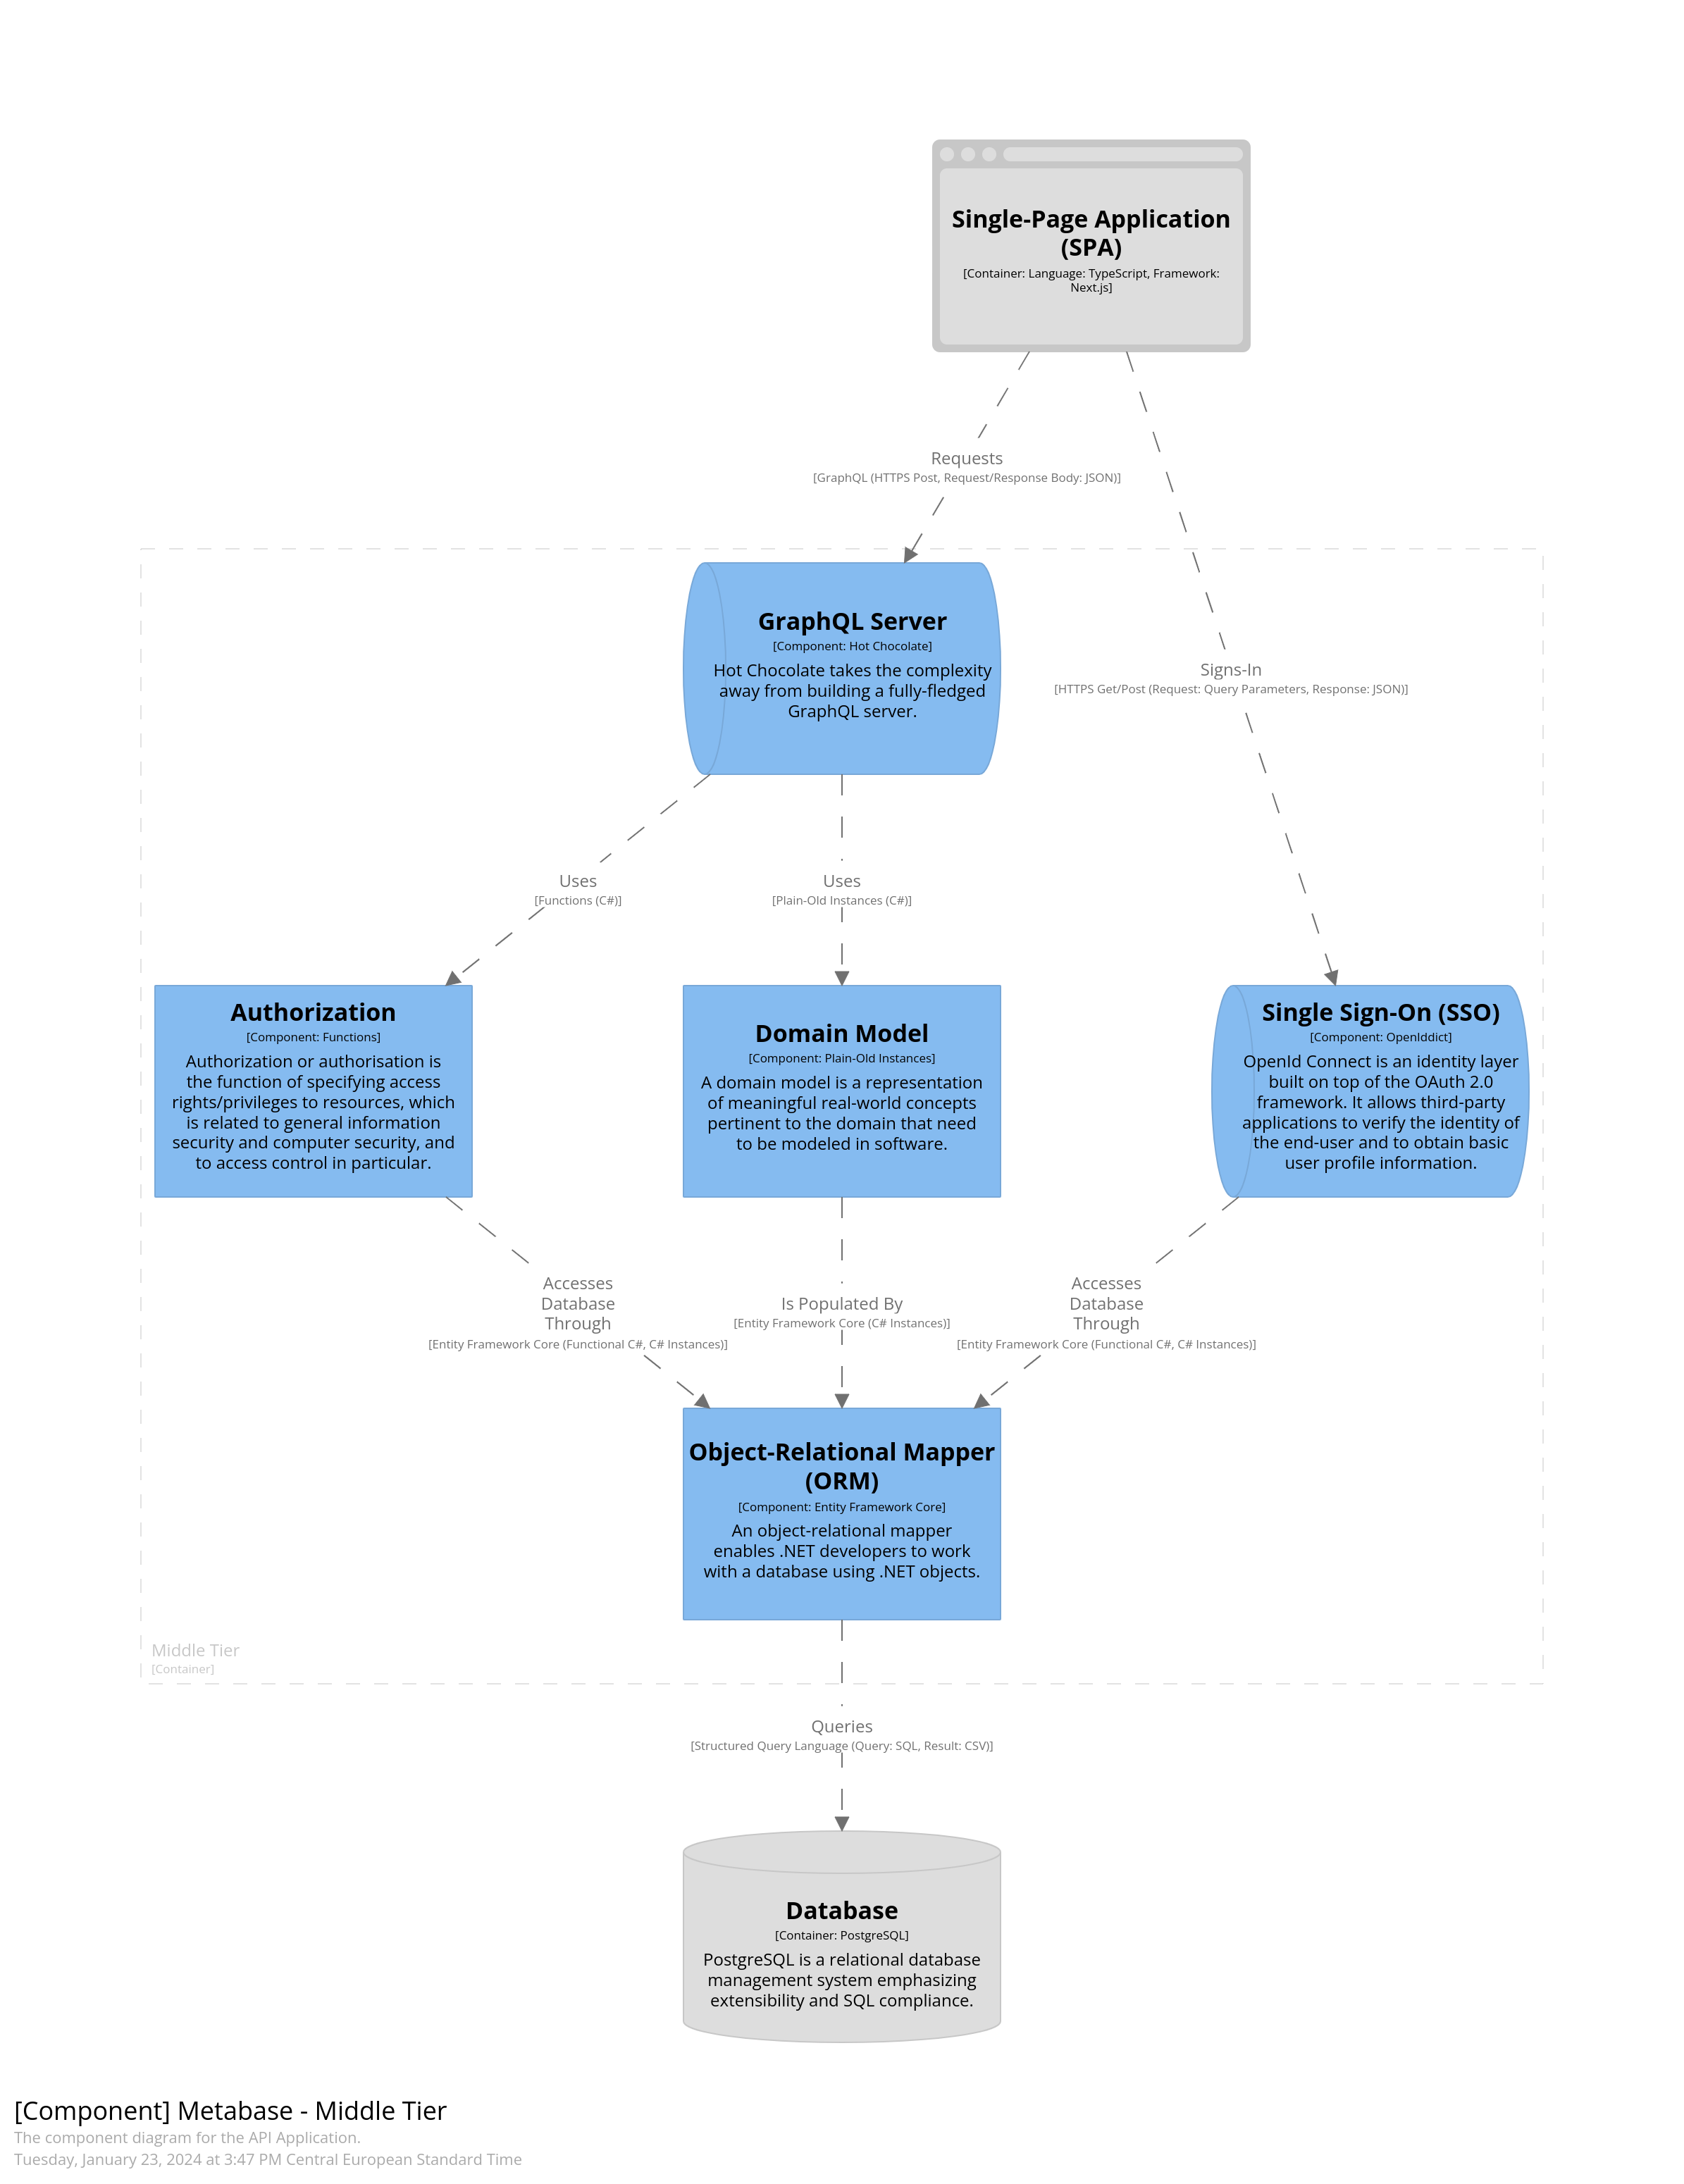 Single-Page Application
(SPA)
[Container: Language: TypeScript, Framework:
Next.js]
Requests
[GraphQL (HTTPS Post, Request/Response Body: JSON)]
GraphQL Server
[Component: Hot Chocolate]
Hot Chocolate takes the complexity
away from building a fully-fledged
GraphQL server.
Signs-In
[HTTPS Get/Post (Request: Query Parameters, Response: JSON)]
Uses
[Functions (C#)]
Uses
[Plain-Old Instances (C#)]
Authorization
[Component: Functions]
Authorization or authorisation is
the function of specifying access
rights/privileges to resources, which
is related to general information
security and computer security, and
to access control in particular.
Domain Model
[Component: Plain-Old Instances]
A domain model is a representation
of meaningful real-world concepts
pertinent to the domain that need
to be modeled in software.
Single Sign-On (SSO)
[Component: OpenIddict]
OpenId Connect is an identity layer
built on top of the OAuth 2.0
framework. It allows third-party
applications to verify the identity of
the end-user and to obtain basic
user profile information.
Accesses
Database
Through
[Entity Framework Core (Functional C#, C# Instances)]
Is Populated By
[Entity Framework Core (C# Instances)]
Accesses
Database
Through
[Entity Framework Core (Functional C#, C# Instances)]
Object-Relational Mapper
(ORM)
[Component: Entity Framework Core]
An object-relational mapper
enables .NET developers to work
with a database using .NET objects.
Middle Tier
[Container]
Queries
[Structured Query Language (Query: SQL, Result: CSV)]
Database
[Container: PostgreSQL]
PostgreSQL is a relational database
management system emphasizing
extensibility and SQL compliance.
[Component] Metabase - Middle Tier
The component diagram for the API Application.
Tuesday, January 23, 2024 at 3:47 PM Central European Standard Time